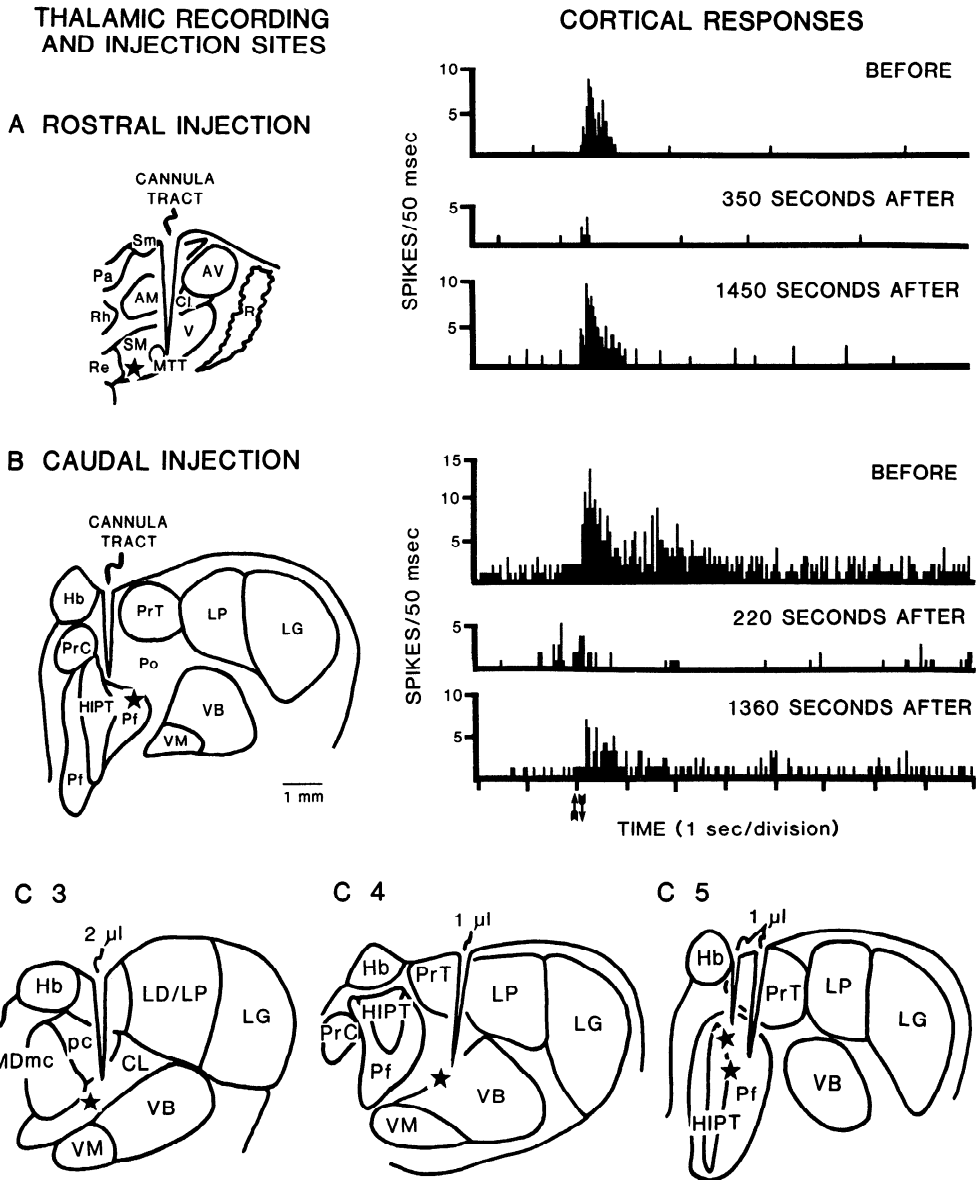 THALAMIC RECORDING
AND INJECTION SITES
CORTICAL RESPONSES
A ROSTRAL INJECTION
CANNULA
TRACT
Sm
Pa
AV
AM
Cl
Rh
V
R
SM
Re
MTT
SPIKES/50 msec
10
5
BEFORE
5
350 SECONDS AFTER
10
5
1450 SECONDS AFTER
B CAUDAL INJECTION
CANNULA
TRACT
Hb
PrT
LP
LG
PrC
Po
HIPT
Pf
VB
VM
Pf
1 mm
SPIKES/50 msec
15
10
5
BEFORE
5
220 SECONDS AFTER
10
5
1360 SECONDS AFTER
TIME (1 sec/division)
C 3
2 µl
Hb
LD/LP
LG
pc
MDmc
CL
VB
VM
C 4
1 µl
Hb
PrT
LP
HIPT
LG
PrC
Pf
VB
VM
C 5
1 µl
Hb
PrT
LP
LG
VB
Pf
HIPT